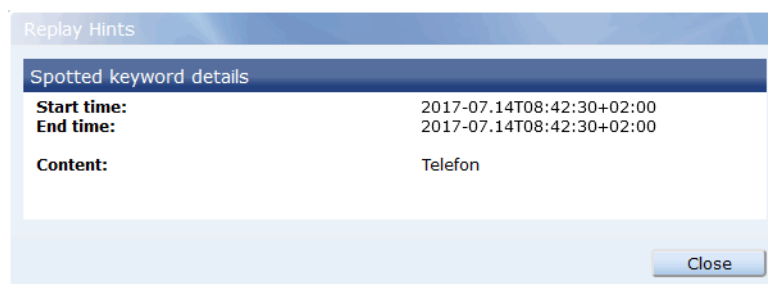 Replay Hints
Spotted keyword details
Start time: 2017-07.14T08:42:30+02:00
End time: 2017-07.14T08:42:30+02:00
Content: Telefon
Close